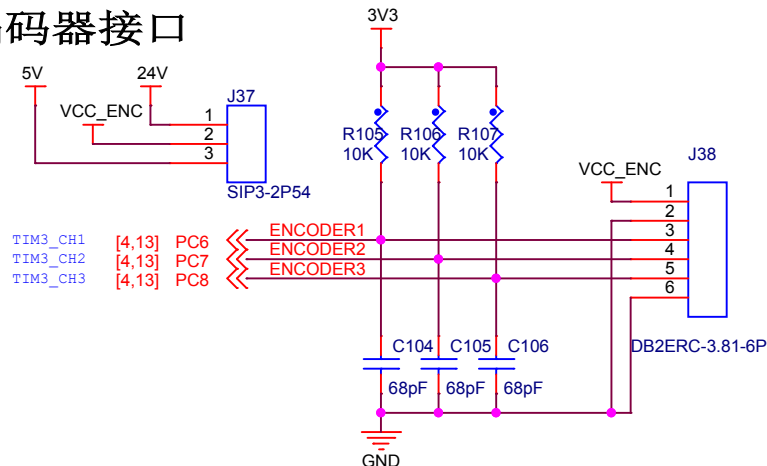 码器接口
3V3
5V
24V
J37
VCC_ENC
1
2
3
SIP3-2P54
R105
10K
R106
10K
R107
10K
J38
VCC_ENC
1
2
3
4
5
6
DB2ERC-3.81-6P
TIM3_CH1 [4,13] PC6 ENCODER1
TIM3_CH2 [4,13] PC7 ENCODER2
TIM3_CH3 [4,13] PC8 ENCODER3
C104
68pF
C105
68pF
C106
68pF
GND